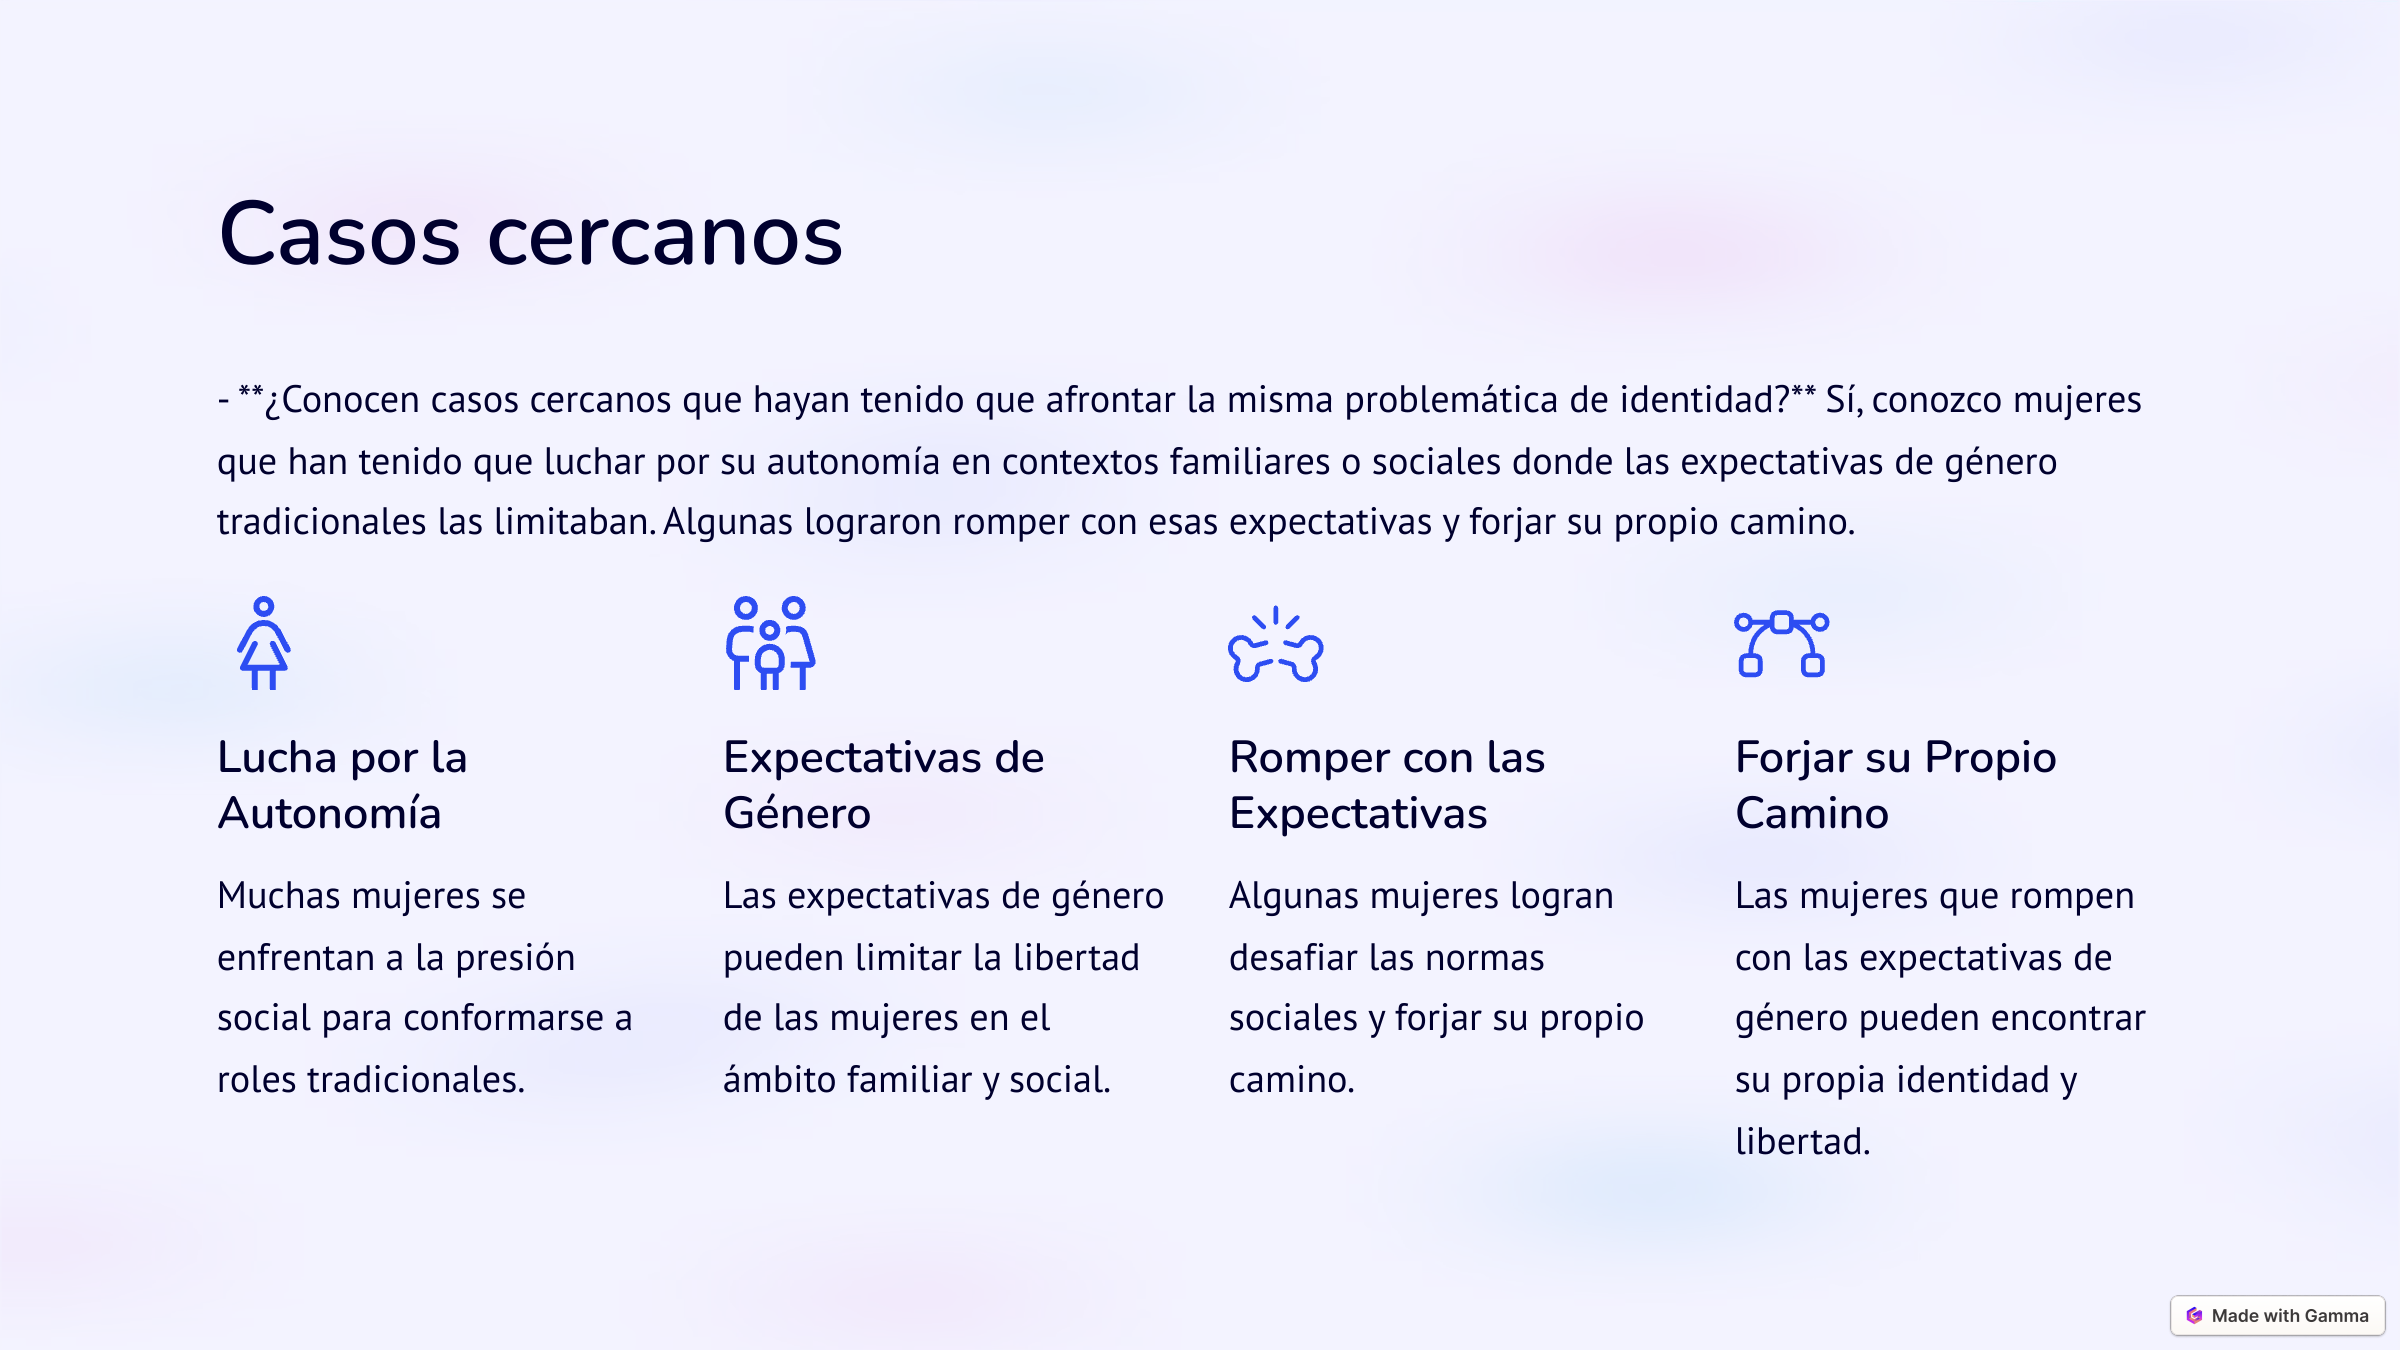 Casos cercanos
- **¿Conocen casos cercanos que hayan tenido que afrontar la misma problemática de identidad?** Sí, conozco mujeres
que han tenido que luchar por su autonomía en contextos familiares o sociales donde las expectativas de género
tradicionales las limitaban. Algunas lograron romper con esas expectativas y forjar su propio camino.
Lucha por la
Autonomía
Muchas mujeres se
enfrentan a la presión
social para conformarse a
roles tradicionales.
Expectativas de
Género
Las expectativas de género
pueden limitar la libertad
de las mujeres en el
ámbito familiar y social.
Romper con las
Expectativas
Algunas mujeres logran
desafiar las normas
sociales y forjar su propio
camino.
Forjar su Propio
Camino
Las mujeres que rompen
con las expectativas de
género pueden encontrar
su propia identidad y
libertad.
Made with Gamma